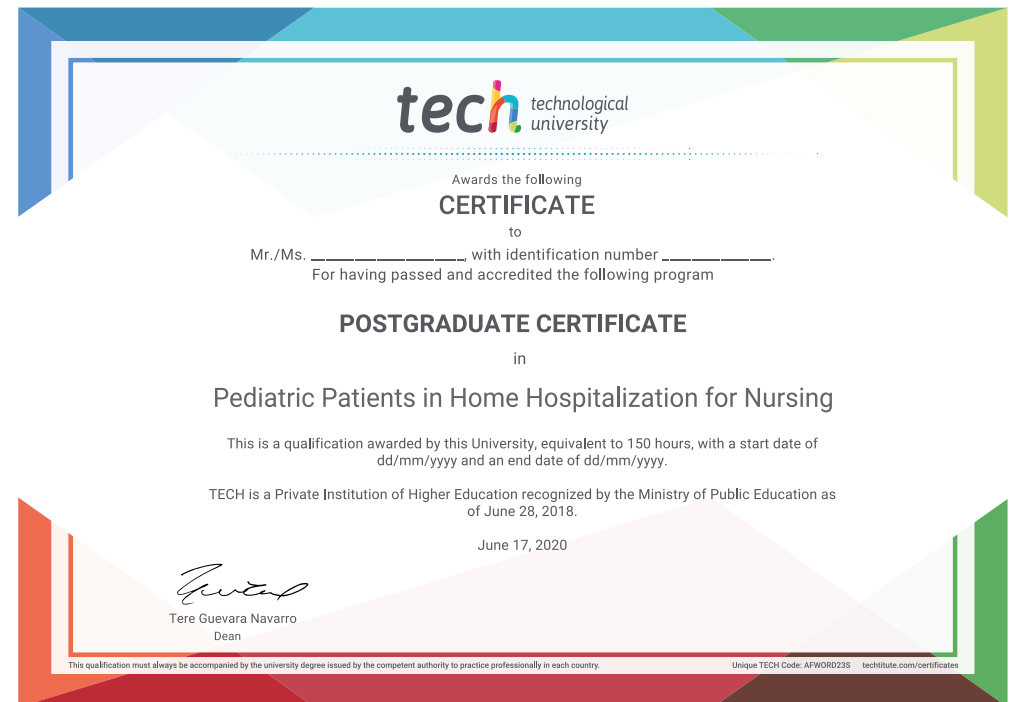 tech technological
university
Awards the following
CERTIFICATE
to
Mr./Ms. ____________________, with identification number ______________.
For having passed and accredited the following program
POSTGRADUATE CERTIFICATE
in
Pediatric Patients in Home Hospitalization for Nursing
This is a qualification awarded by this University, equivalent to 150 hours, with a start date of
dd/mm/yyyy and an end date of dd/mm/yyyy.
TECH is a Private Institution of Higher Education recognized by the Ministry of Public Education as
of June 28, 2018.
June 17, 2020
Tere Guevara Navarro
Dean
This qualification must always be accompanied by the university degree issued by the competent authority to practice professionally in each country.
Unique TECH Code: AFWORD23S techtitute.com/certificates